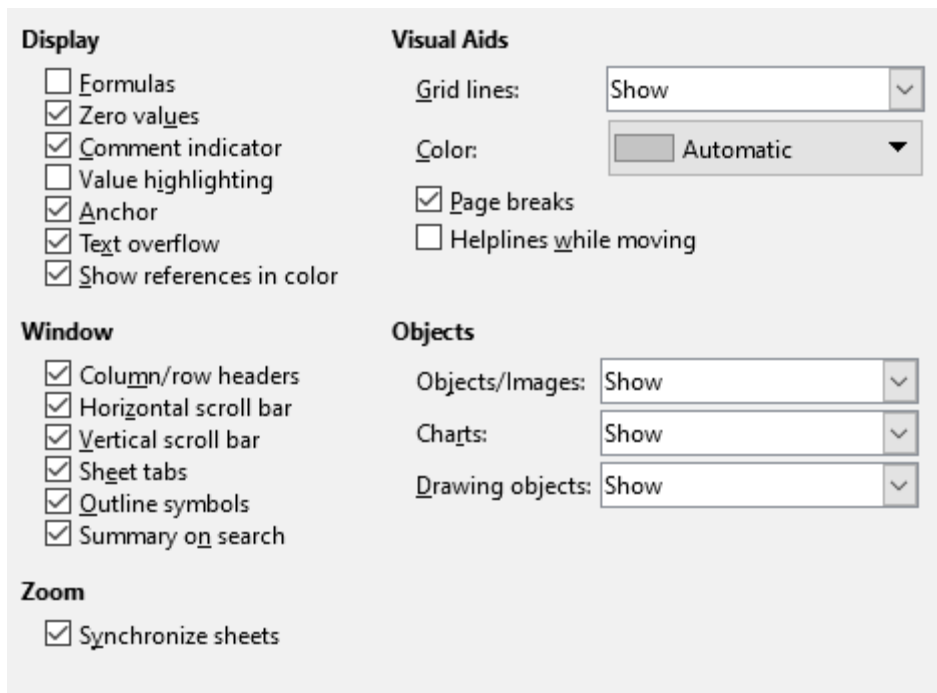 Display
Formulas
Zero values
Comment indicator
Value highlighting
Anchor
Text overflow
Show references in color
Window
Column/row headers
Horizontal scroll bar
Vertical scroll bar
Sheet tabs
Outline symbols
Summary on search
Zoom
Synchronize sheets
Visual Aids
Grid lines: Show
Color: Automatic
Page breaks
Helplines while moving
Objects
Objects/Images: Show
Charts: Show
Drawing objects: Show